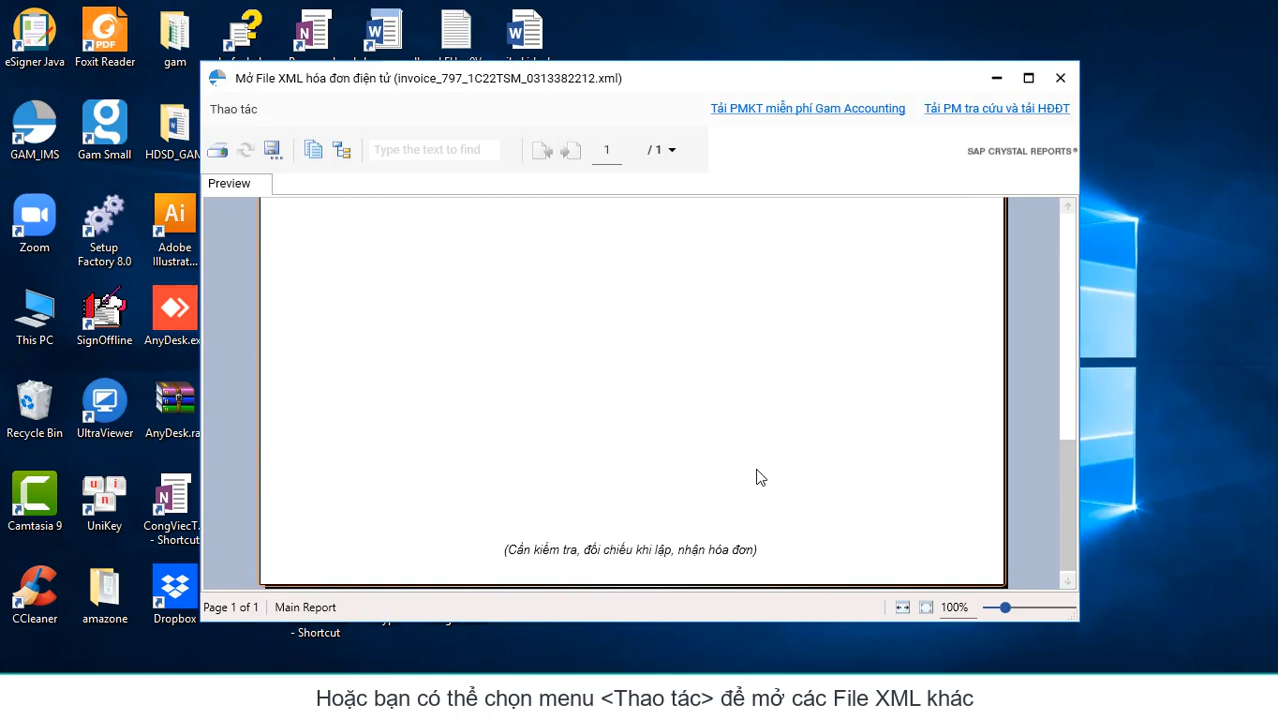 eSigner Java
Foxit Reader
gam
Mở File XML hóa đơn điện tử (invoice_797_1C22TSM_0313382212.xml)
Thao tác
Tải PMKT miễn phí Gam Accounting
Tải PM tra cứu và tải HĐĐT
Type the text to find
1
/ 1
SAP CRYSTAL REPORTS®
Preview
GAM_IMS
Gam Small
HDSD_GAM
Zoom
Setup
Factory 8.0
Adobe
Illustrat...
This PC
SignOffline
AnyDesk.ex
Recycle Bin
UltraViewer
AnyDesk.ra
Camtasia 9
UniKey
CongViecT.
- Shortcut
(Cần kiểm tra, đối chiếu khi lập, nhận hóa đơn)
CCleaner
amazone
Dropbox
- Shortcut
Page 1 of 1
Main Report
100%
Hoặc bạn có thể chọn menu <Thao tác> để mở các File XML khác